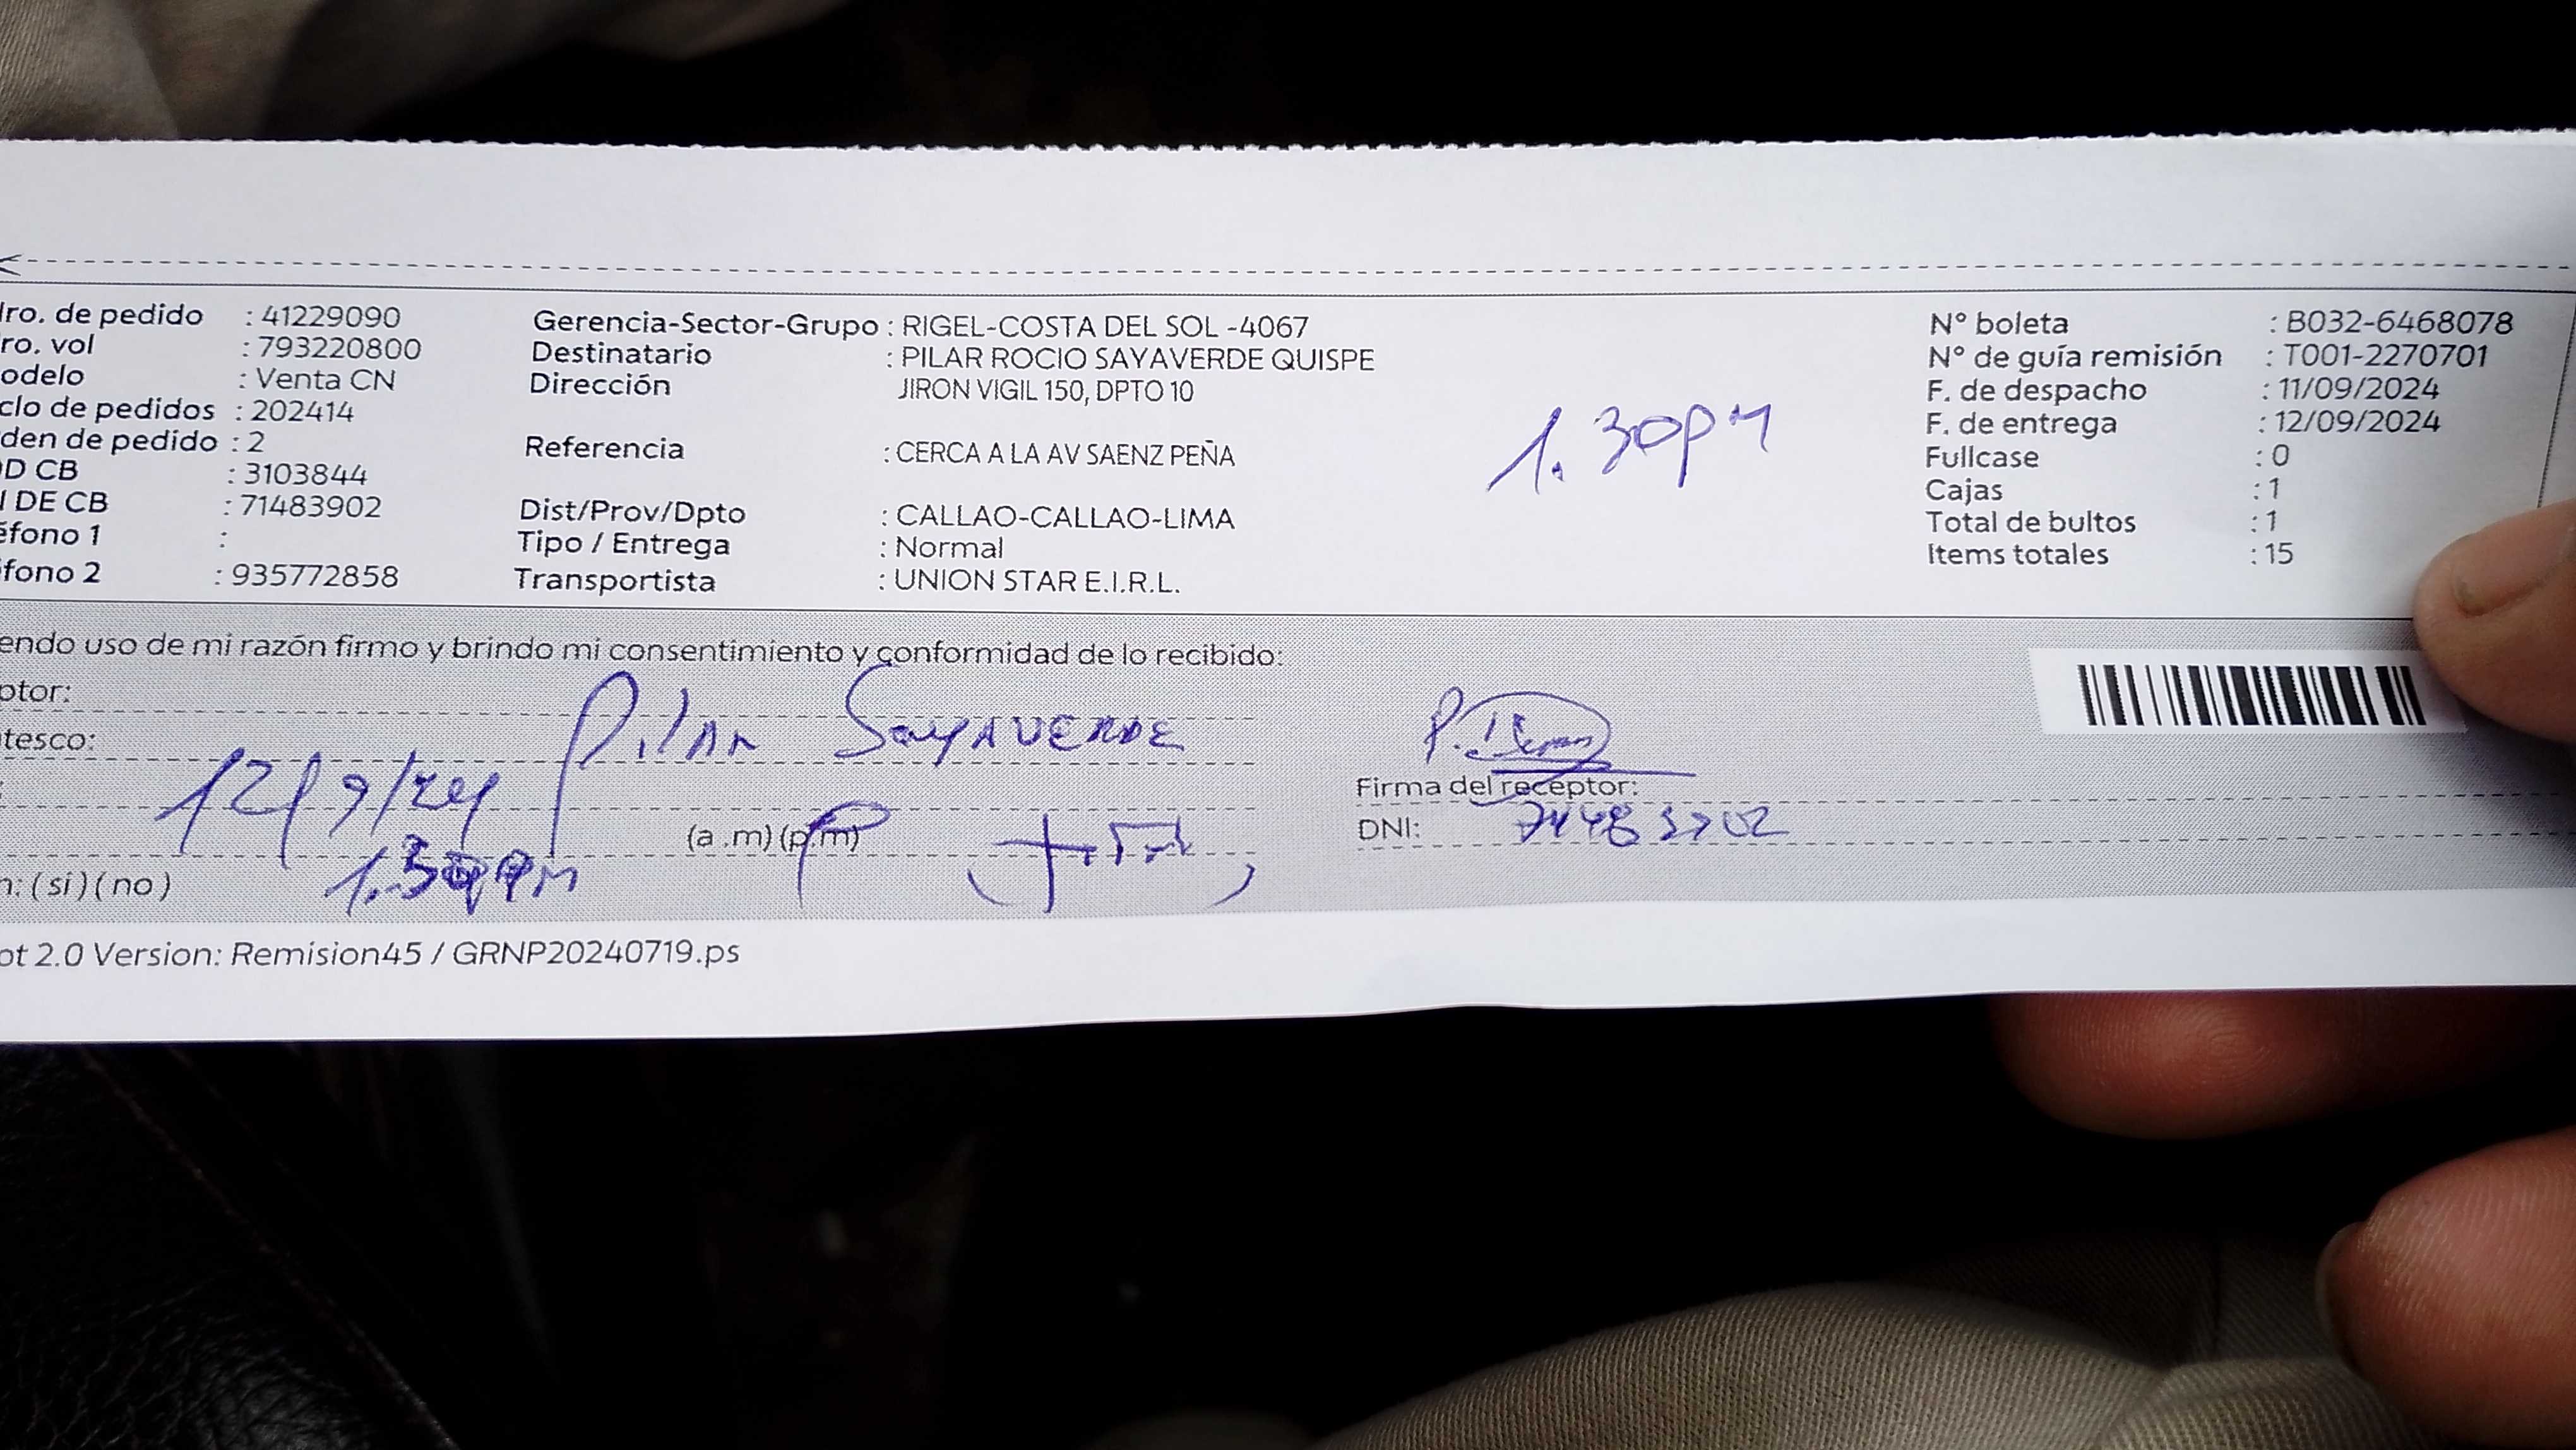 ro. de pedido : 41229090
ro. vol : 793220800
odelo : Venta CN
clo de pedidos : 202414
den de pedido : 2
D CB : 3103844
I DE CB : 71483902
éfono 1 :
fono 2 : 935772858
Gerencia-Sector-Grupo : RIGEL-COSTA DEL SOL -4067
Destinatario : PILAR ROCIO SAYAVERDE QUISPE
Dirección JIRON VIGIL 150, DPTO 10
Referencia : CERCA A LA AV SAENZ PEÑA
Dist/Prov/Dpto : CALLAO-CALLAO-LIMA
Tipo / Entrega : Normal
Transportista : UNION STAR E.I.R.L.
1.30pm
N° boleta : B032-6468078
N° de guía remisión : T001-2270701
F. de despacho : 11/09/2024
F. de entrega : 12/09/2024
Fullcase : 0
Cajas : 1
Total de bultos : 1
Items totales : 15
endo uso de mi razón firmo y brindo mi consentimiento y conformidad de lo recibido:
ptor: Pilar SAYAVERDE
tesco:
12/9/24
Firma del receptor:
(a .m) (p.m)
DNI:
n: (si) (no) 1.30pm
ot 2.0 Version: Remision45 / GRNP20240719.ps